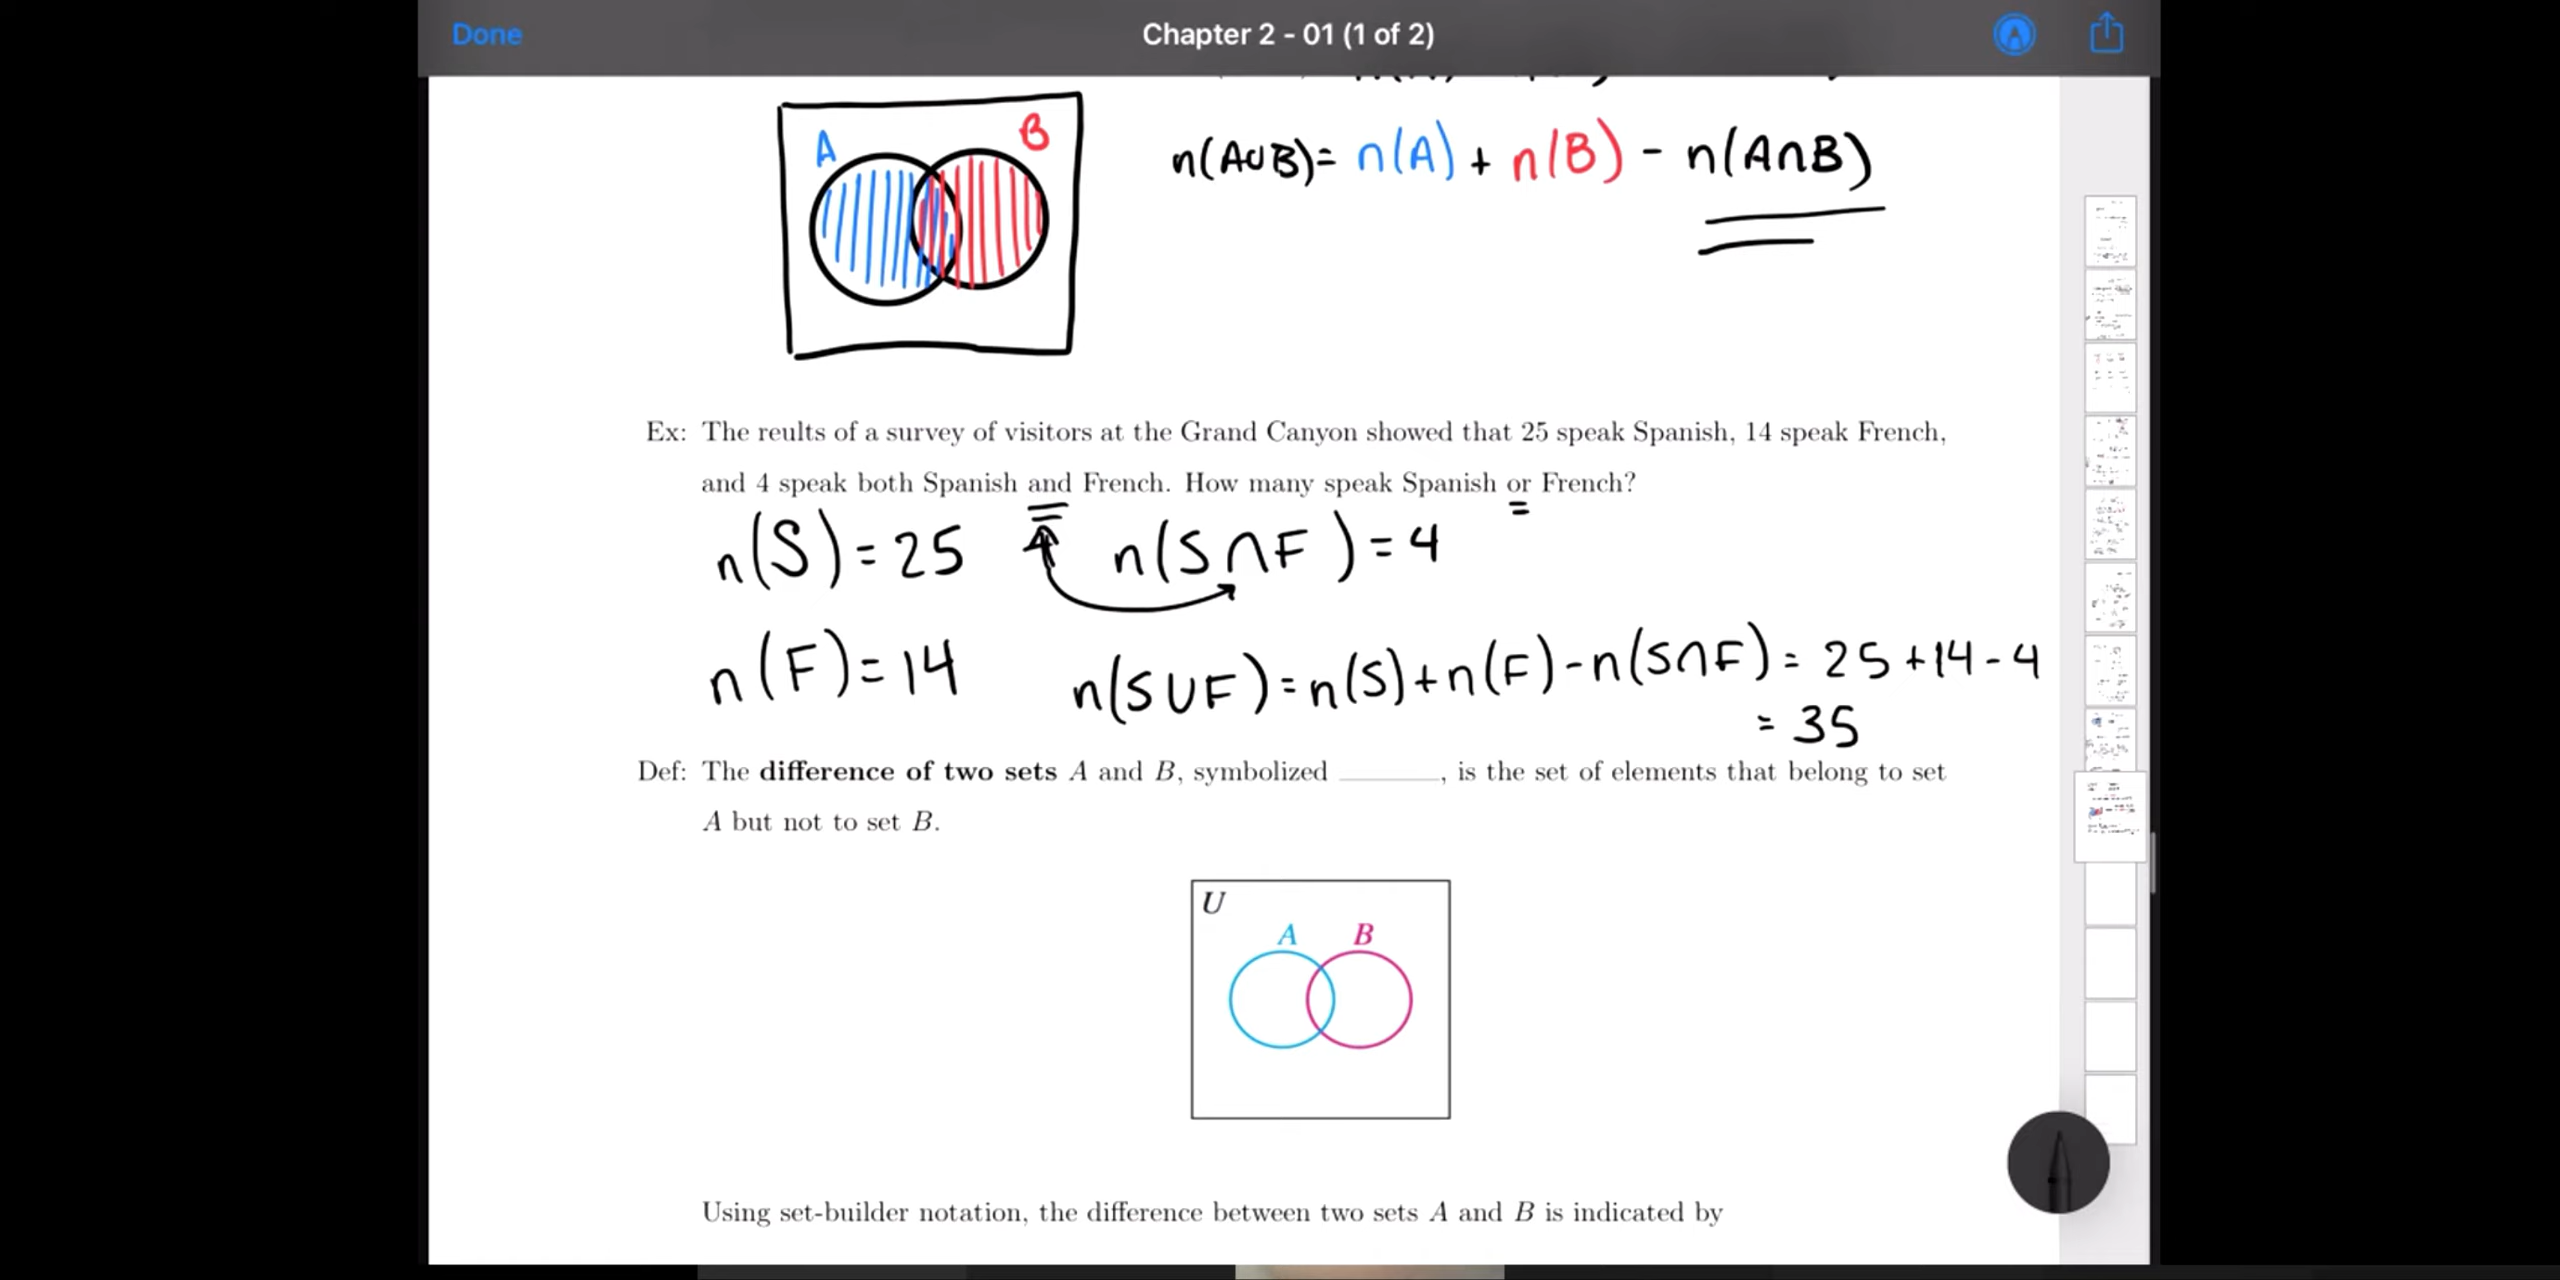 Done
Chapter 2 - 01 (1 of 2)
A
B
n(A∪B)= n(A) + n(B) - n(A∩B)
Ex: The reults of a survey of visitors at the Grand Canyon showed that 25 speak Spanish, 14 speak French,
and 4 speak both Spanish and French. How many speak Spanish or French?
n(S)=25
n(S∩F)=4
n(F)=14
n(S∪F)=n(S)+n(F)-n(S∩F)= 25+14-4
= 35
Def: The difference of two sets A and B, symbolized ______, is the set of elements that belong to set
A but not to set B.
U
A B
Using set-builder notation, the difference between two sets A and B is indicated by